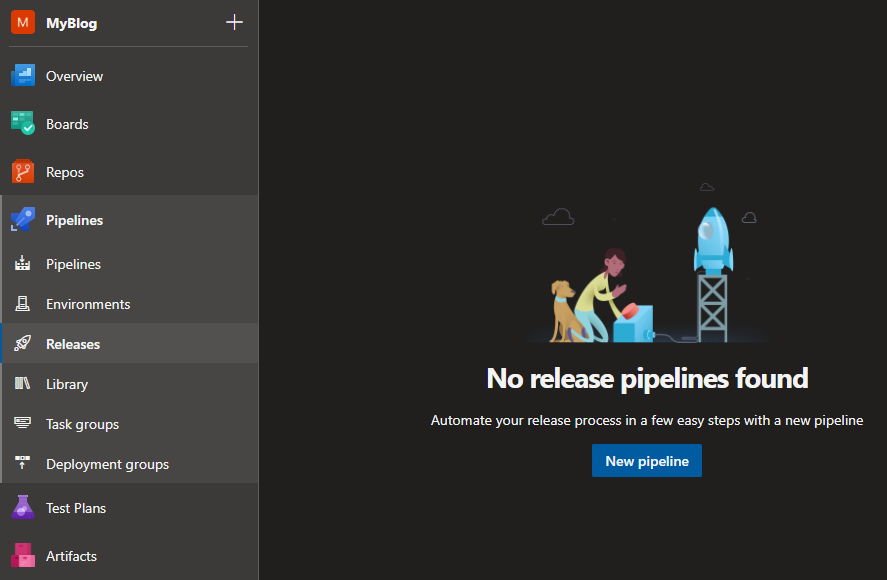 M MyBlog
Overview
Boards
Repos
Pipelines
Pipelines
Environments
Releases
Library
Task groups
Deployment groups
Test Plans
Artifacts
No release pipelines found
Automate your release process in a few easy steps with a new pipeline
New pipeline